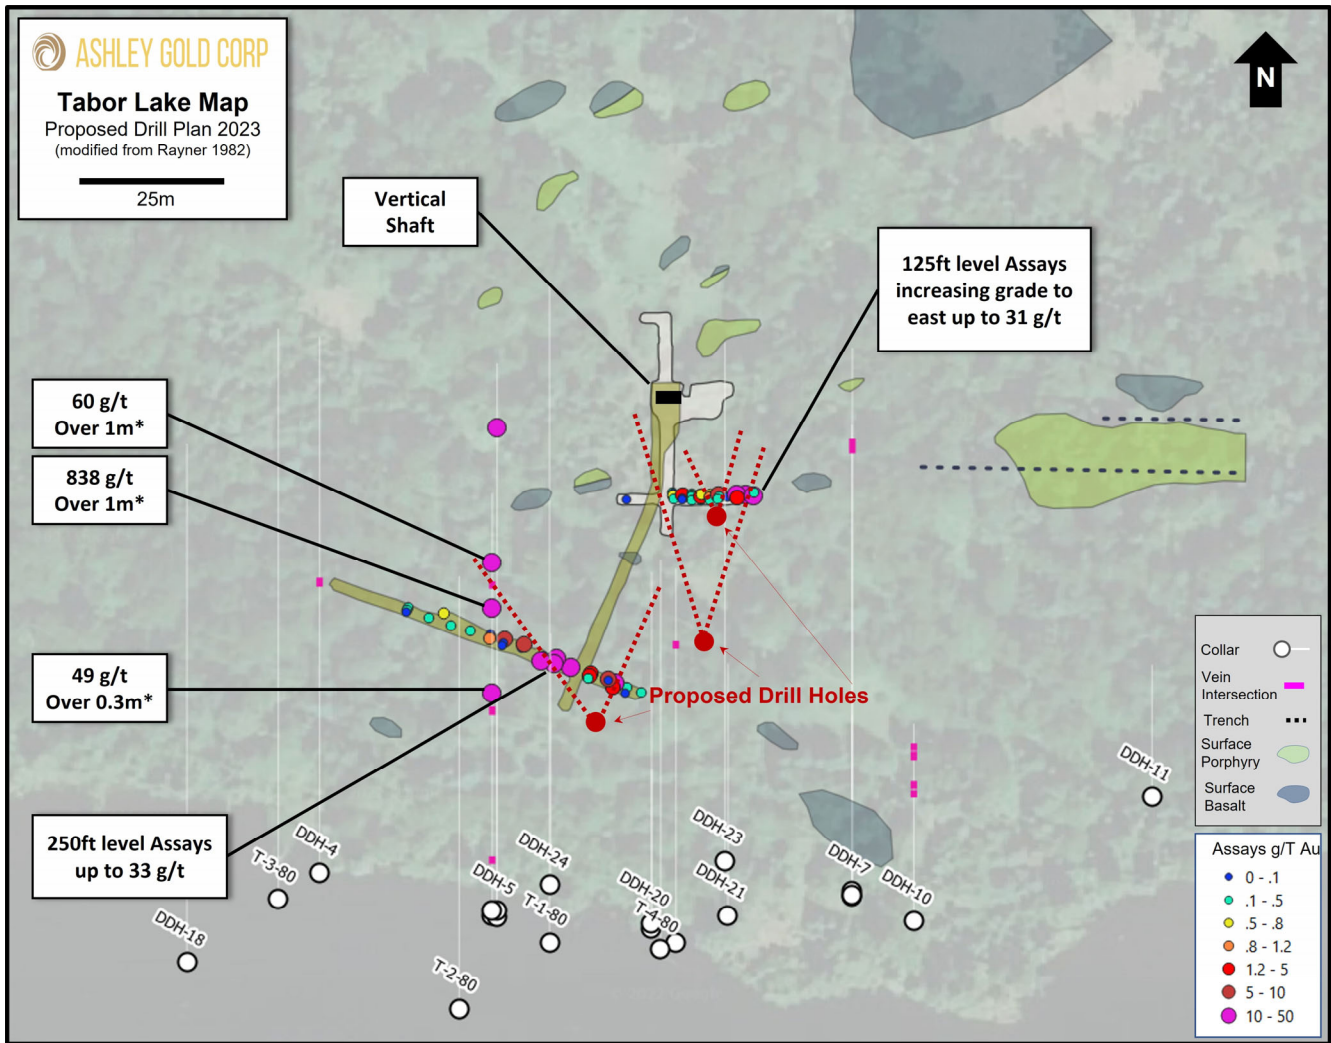 ASHLEY GOLD CORP
Tabor Lake Map
Proposed Drill Plan 2023
(modified from Rayner 1982)
25m
N
Vertical
Shaft
125ft level Assays
increasing grade to
east up to 31 g/t
60 g/t
Over 1m*
838 g/t
Over 1m*
49 g/t
Over 0.3m*
250ft level Assays
up to 33 g/t
Proposed Drill Holes
DDH-18
T-3-80
DDH-4
T-2-80
DDH-5
DDH-24
T-1-80
DDH-20
T-4-80
DDH-23
DDH-21
DDH-7
DDH-10
DDH-11
Collar
Vein
Intersection
Trench
Surface
Porphyry
Surface
Basalt
Assays g/T Au
0 - .1
.1 - .5
.5 - .8
.8 - 1.2
1.2 - 5
5 - 10
10 - 50